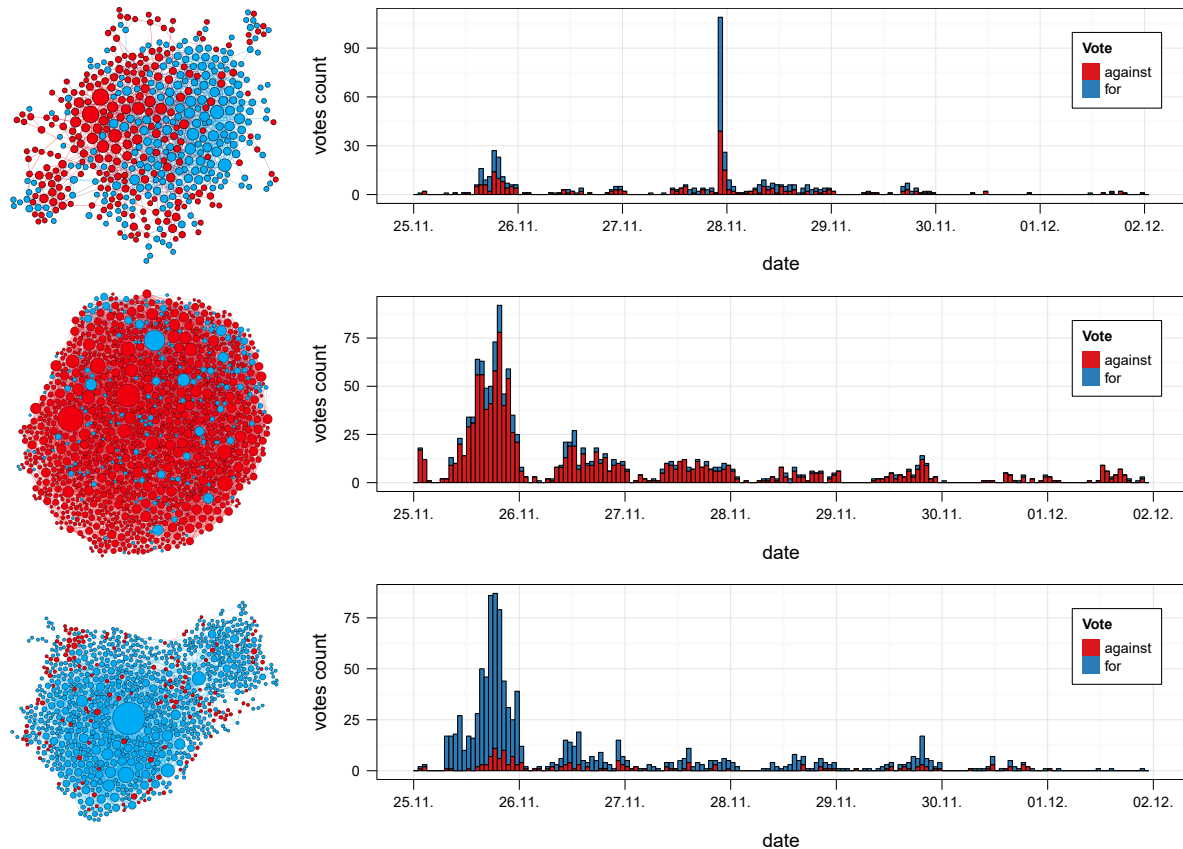 votes count
90
60
30
0
Vote
against
for
25.11. 26.11. 27.11. 28.11. 29.11. 30.11. 01.12. 02.12.
date
votes count
75
50
25
0
Vote
against
for
25.11. 26.11. 27.11. 28.11. 29.11. 30.11. 01.12. 02.12.
date
votes count
75
50
25
0
Vote
against
for
25.11. 26.11. 27.11. 28.11. 29.11. 30.11. 01.12. 02.12.
date